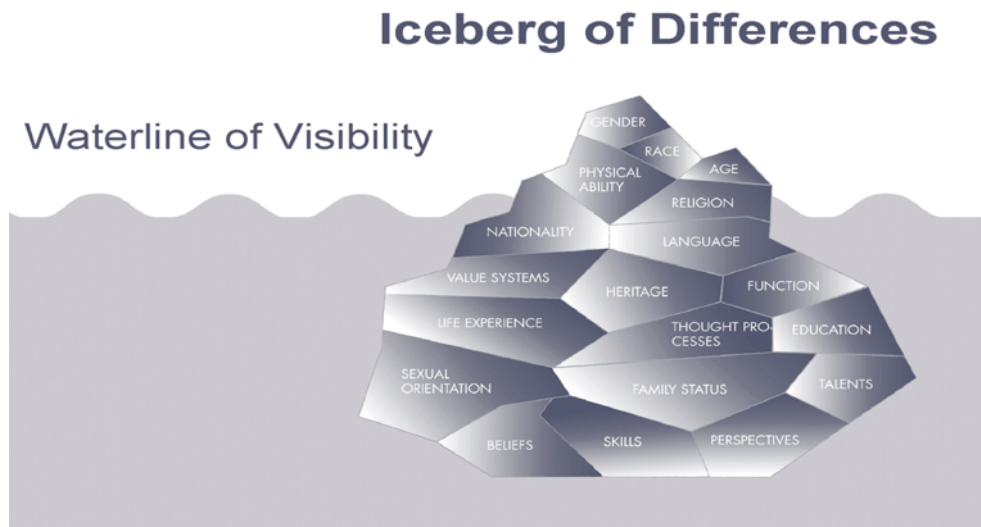 Iceberg of Differences
Waterline of Visibility
GENDER
RACE
AGE
PHYSICAL
ABILITY
RELIGION
NATIONALITY
LANGUAGE
VALUE SYSTEMS
HERITAGE
FUNCTION
LIFE EXPERIENCE
THOUGHT PRO-
CESSES
EDUCATION
SEXUAL
ORIENTATION
FAMILY STATUS
TALENTS
BELIEFS
SKILLS
PERSPECTIVES